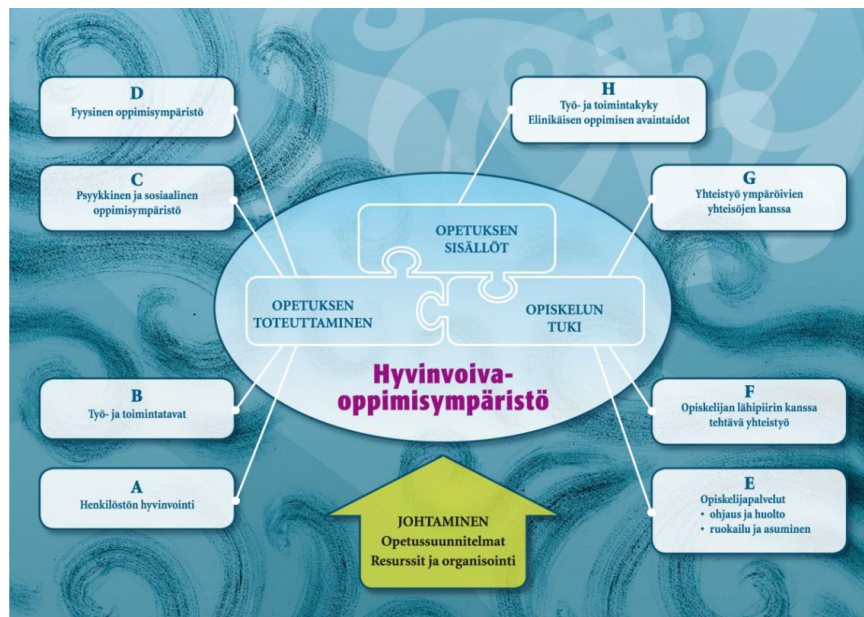 D
Fyysinen oppimisympäristö
C
Psyykkinen ja sosiaalinen
oppimisympäristö
H
Työ- ja toimintakyky
Elinikäisen oppimisen avaintaidot
G
Yhteistyö ympäröivien
yhteisöjen kanssa
OPETUKSEN
SISÄLLÖT
OPETUKSEN
TOTEUTTAMINEN
OPISKELUN
TUKI
Hyvinvoiva-
oppimisympäristö
B
Työ- ja toimintatavat
A
Henkilöstön hyvinvointi
F
Opiskelijan lähipiirin kanssa
tehtävä yhteistyö
E
Opiskelijapalvelut
• ohjaus ja huolto
• ruokailu ja asuminen
JOHTAMINEN
Opetussuunnitelmat
Resurssit ja organisointi